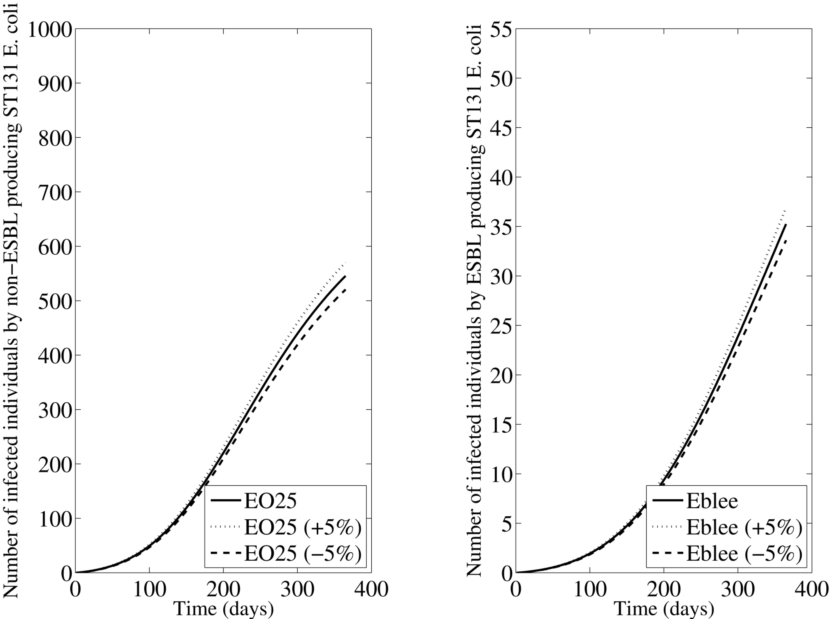 Number of infected individuals by non−ESBL producing ST131 E. coli
1000
900
800
700
600
500
400
300
200
100
0
0 100 200 300 400
Time (days)
EO25
EO25 (+5%)
EO25 (−5%)
Number of infected individuals by ESBL producing ST131 E. coli
55
50
45
40
35
30
25
20
15
10
5
0
0 100 200 300 400
Time (days)
Eblee
Eblee (+5%)
Eblee (−5%)